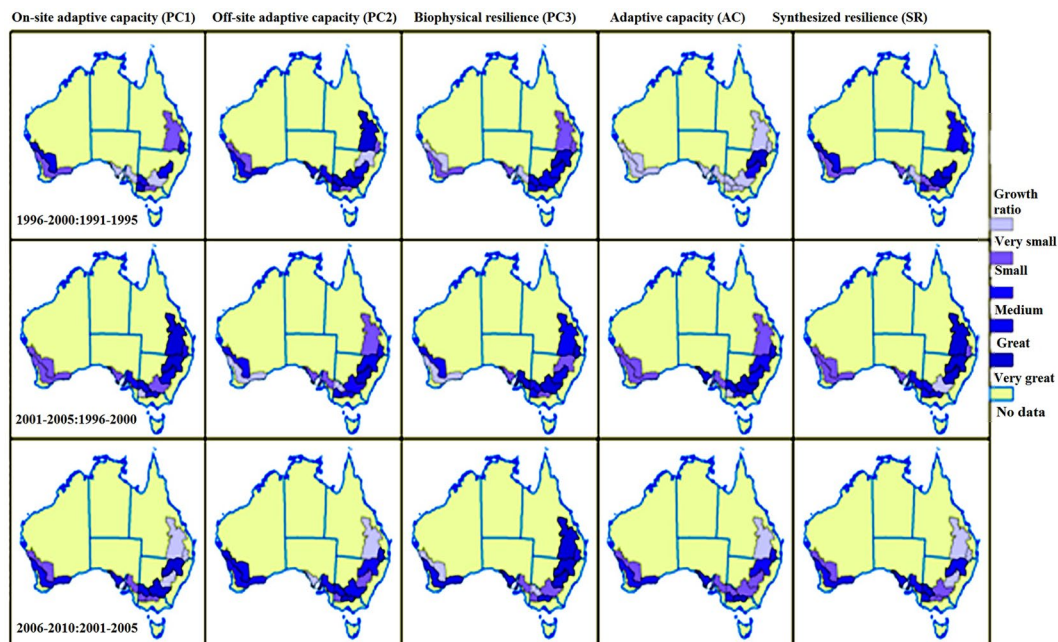 On-site adaptive capacity (PC1) Off-site adaptive capacity (PC2) Biophysical resilience (PC3) Adaptive capacity (AC) Synthesized resilience (SR)
1996-2000:1991-1995
Growth
ratio
Very small
Small
Medium
Great
Very great
No data
2001-2005:1996-2000
2006-2010:2001-2005